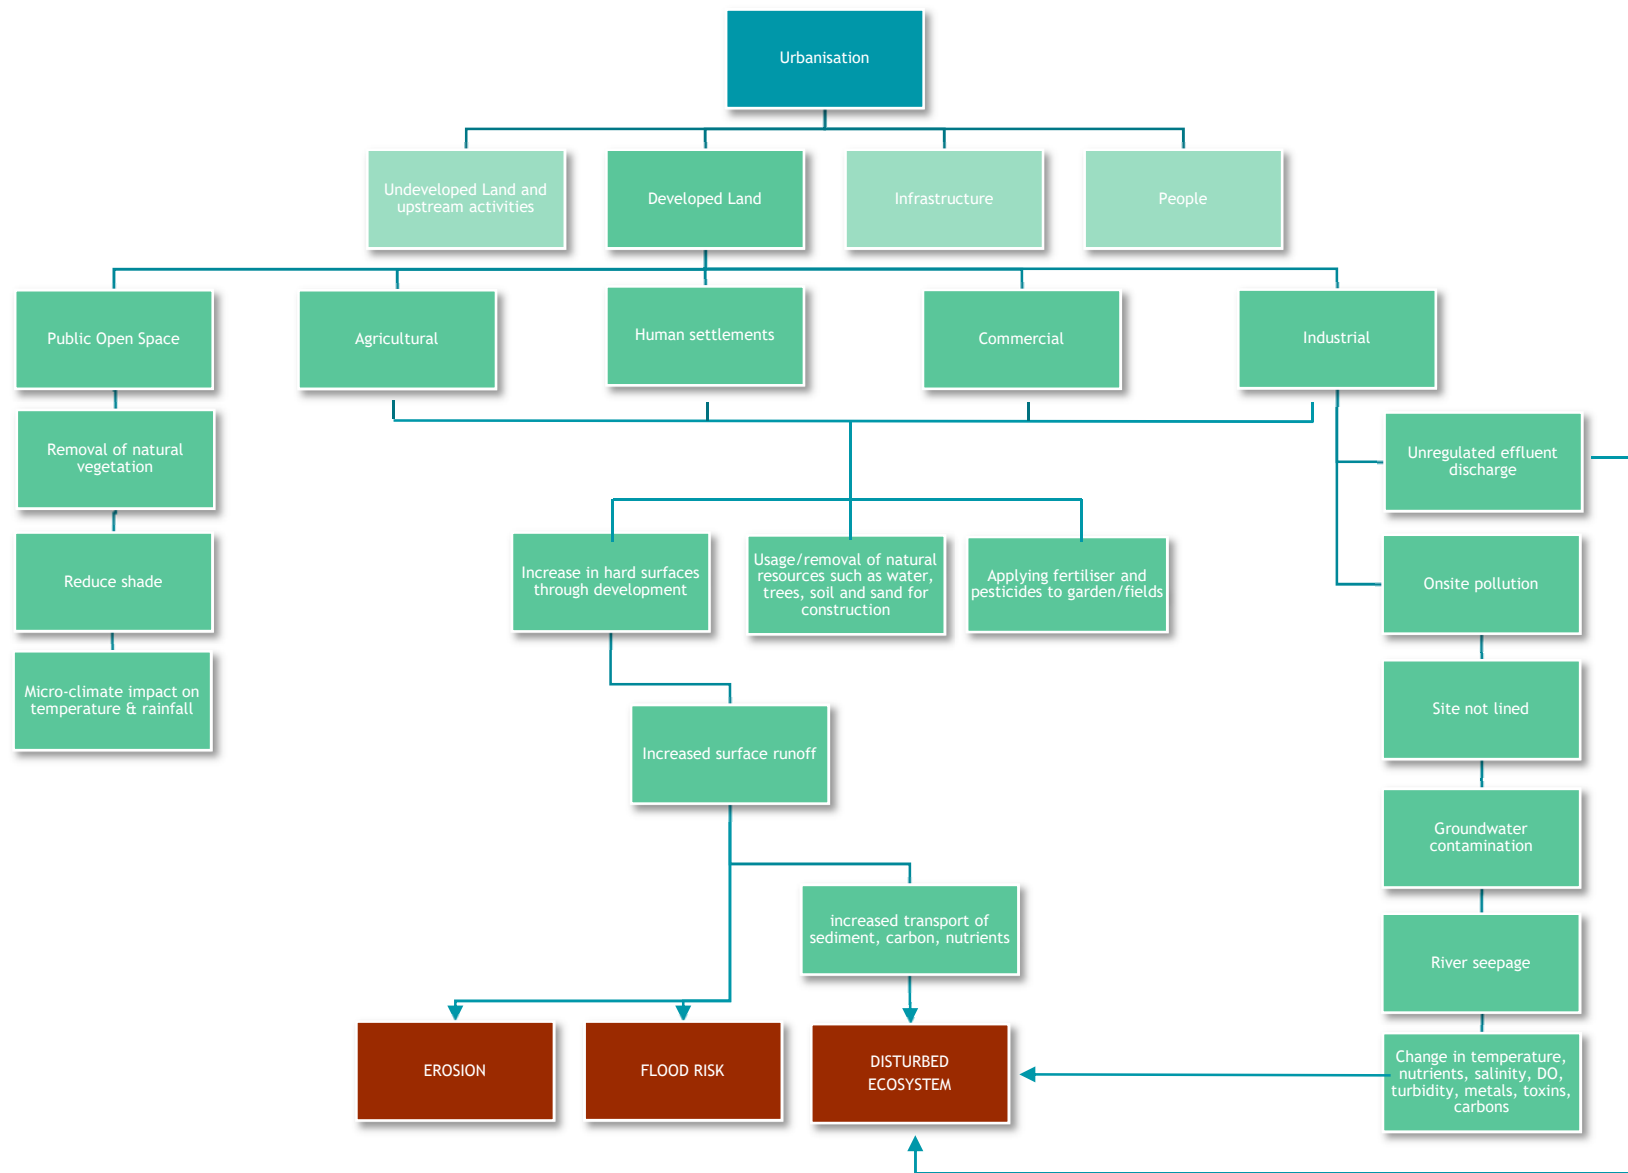 Urbanisation
Undeveloped Land and
upstream activities
Developed Land
Infrastructure
People
Public Open Space
Agricultural
Human settlements
Commercial
Industrial
Removal of natural
vegetation
Unregulated effluent
discharge
Reduce shade
Increase in hard surfaces
through development
Usage/removal of natural
resources such as water,
trees, soil and sand for
construction
Applying fertiliser and
pesticides to garden/fields
Onsite pollution
Micro-climate impact on
temperature & rainfall
Site not lined
Increased surface runoff
Groundwater
contamination
increased transport of
sediment, carbon, nutrients
River seepage
EROSION
FLOOD RISK
DISTURBED
ECOSYSTEM
Change in temperature,
nutrients, salinity, DO,
turbidity, metals, toxins,
carbons